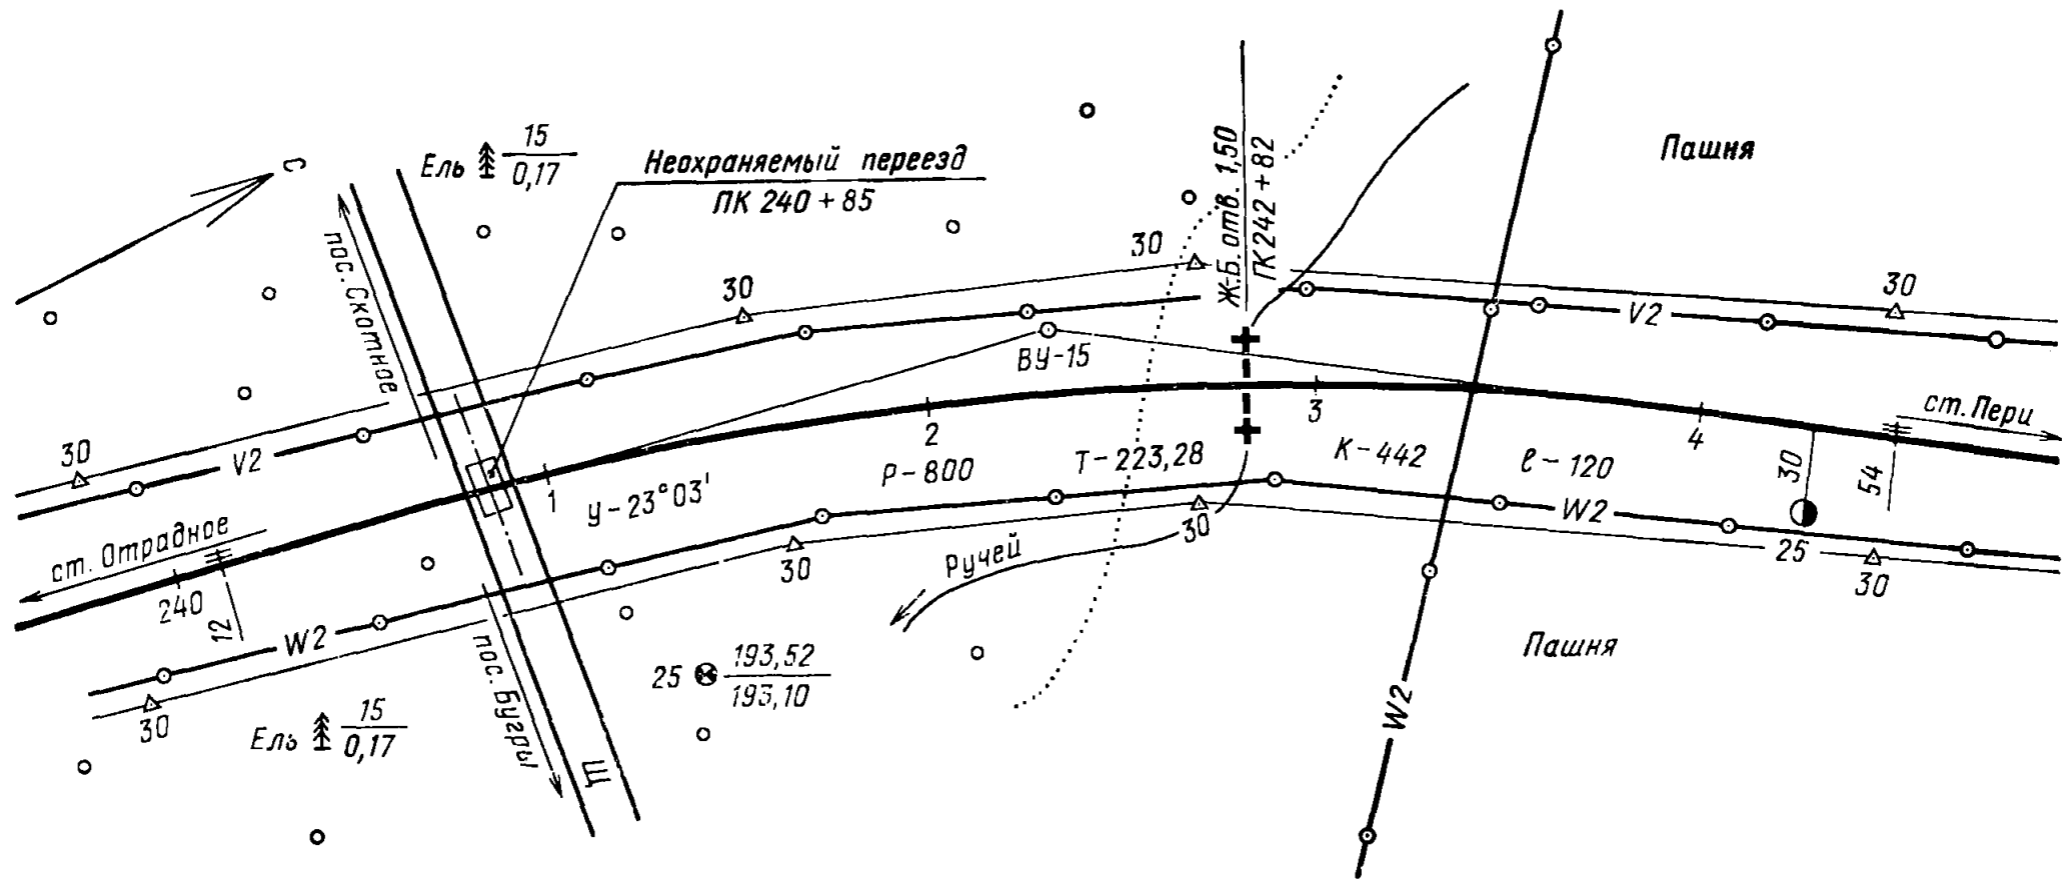 С
Ель 15
0,17
Неохраняемый переезд
ПК 240 + 85
Ж.-Б. отв. 1,50
ПК 242 + 82
Пашня
пос. Скотное
30
30
30
30
V2
V2
ВУ-15
ст. Пери
1
2
3
4
У-23°03'
Р-800
Т-223,28
К-442
ℓ-120
30
54
ст. Отрадное
240
12
W2
W2
25
30
30
30
30
Ручей
пос. Бугры
25 193,52
193,10
Пашня
W2
Ель 15
0,17
Щ